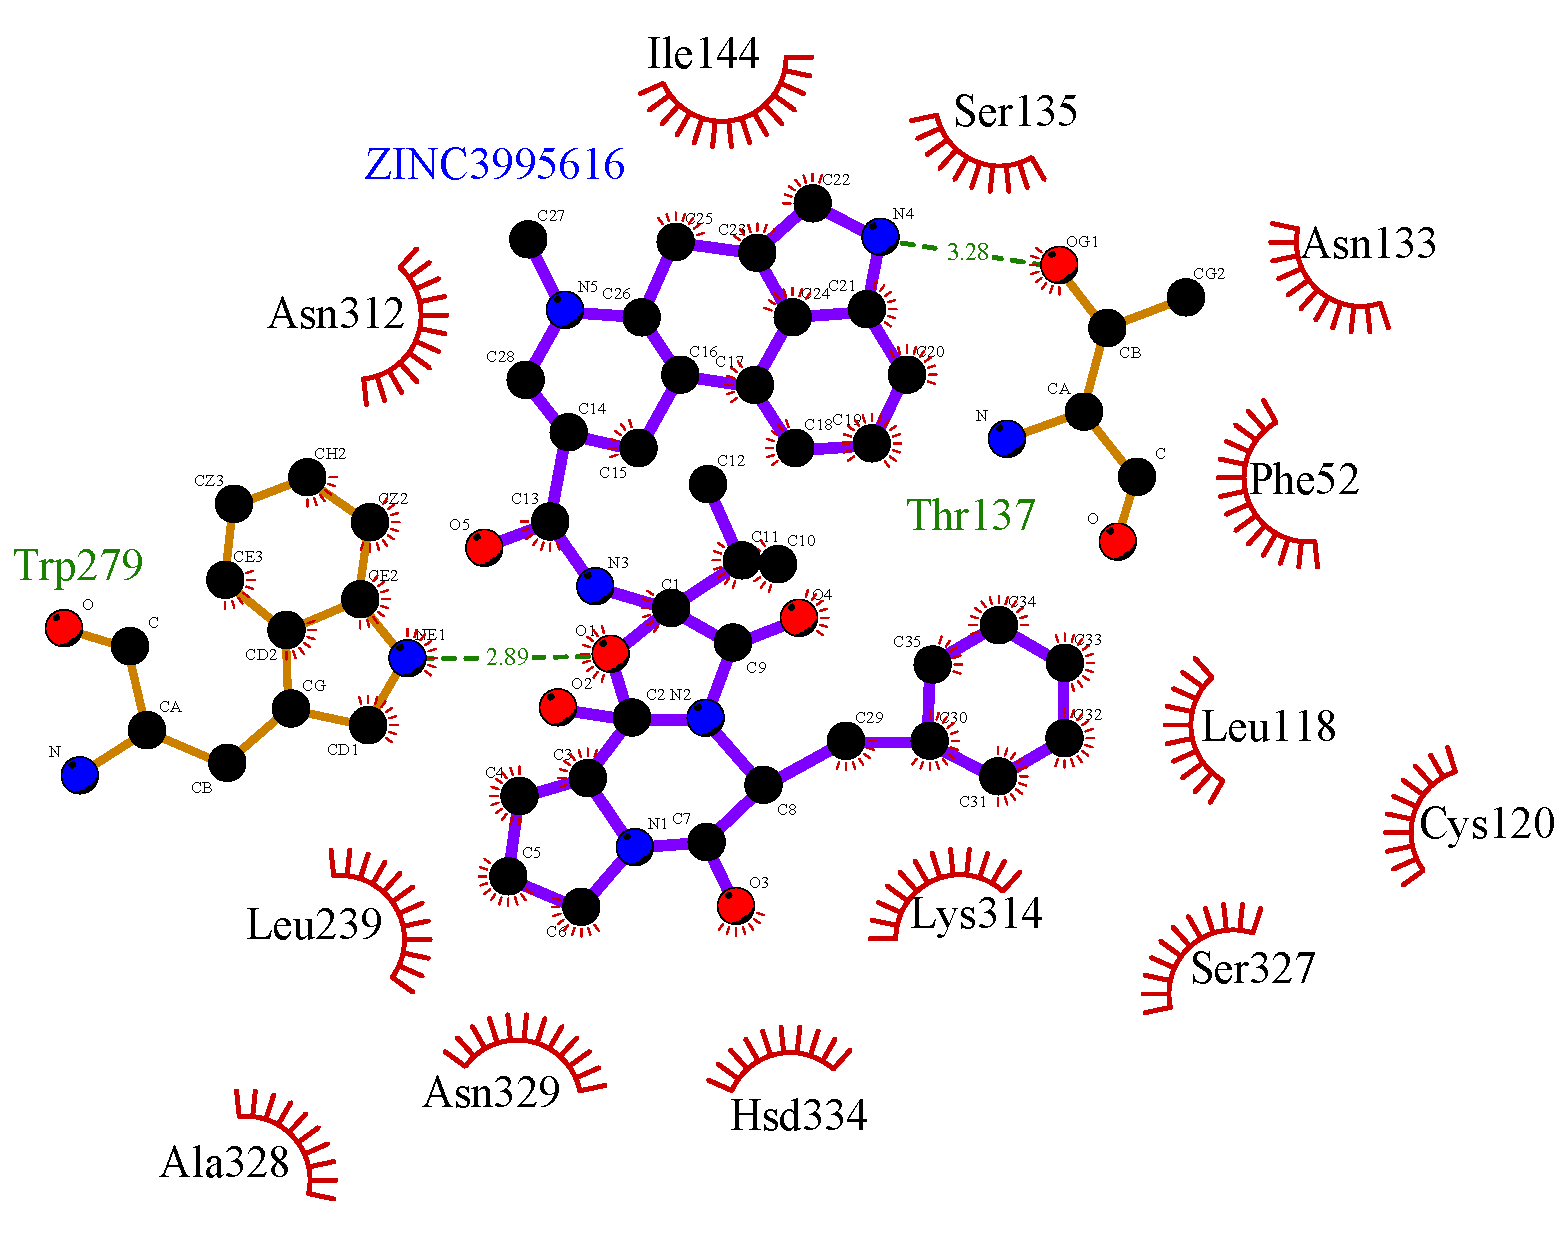 Ile144
Ser135
ZINC3995616
C22
N4
C27
C25
C23
OG1
3.28
Asn133
CG2
N5
C26
C24
C21
Asn312
CB
C28
C16
C17
C20
CA
N
C14
C15
C18
C19
C
Phe52
C12
CH2
CZ3
CZ2
C13
O5
Thr137
O
C11
C10
Trp279
CE3
CE2
N3
C1
O4
C34
O
C
CD2
NE1
2.89
O1
C9
C35
C33
O2
C2
N2
CG
CA
C30
C29
C32
Leu118
N
CB
CD1
C3
C4
C31
C8
N1
C7
Cys120
C5
O3
C6
Leu239
Lys314
Ser327
Asn329
Hsd334
Ala328